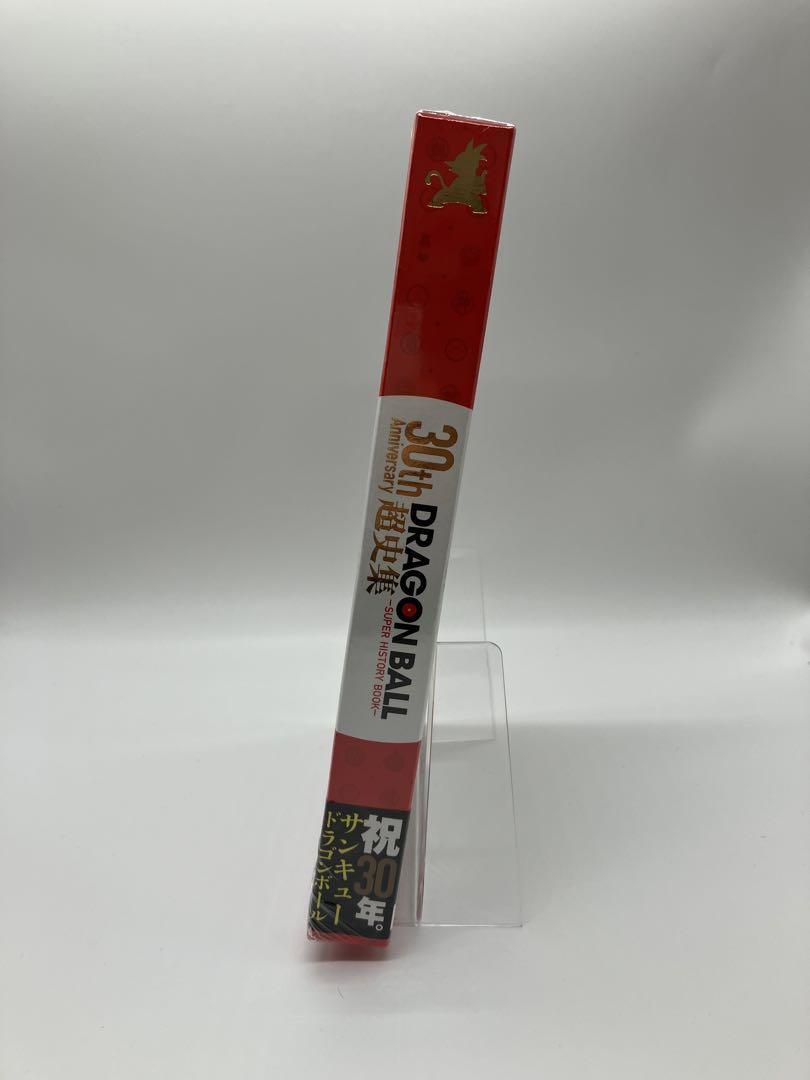 30th
Anniversary
超史集
DRAGON BALL
-SUPER HISTORY BOOK-
祝30年。
サンキュー
ドラゴンボール